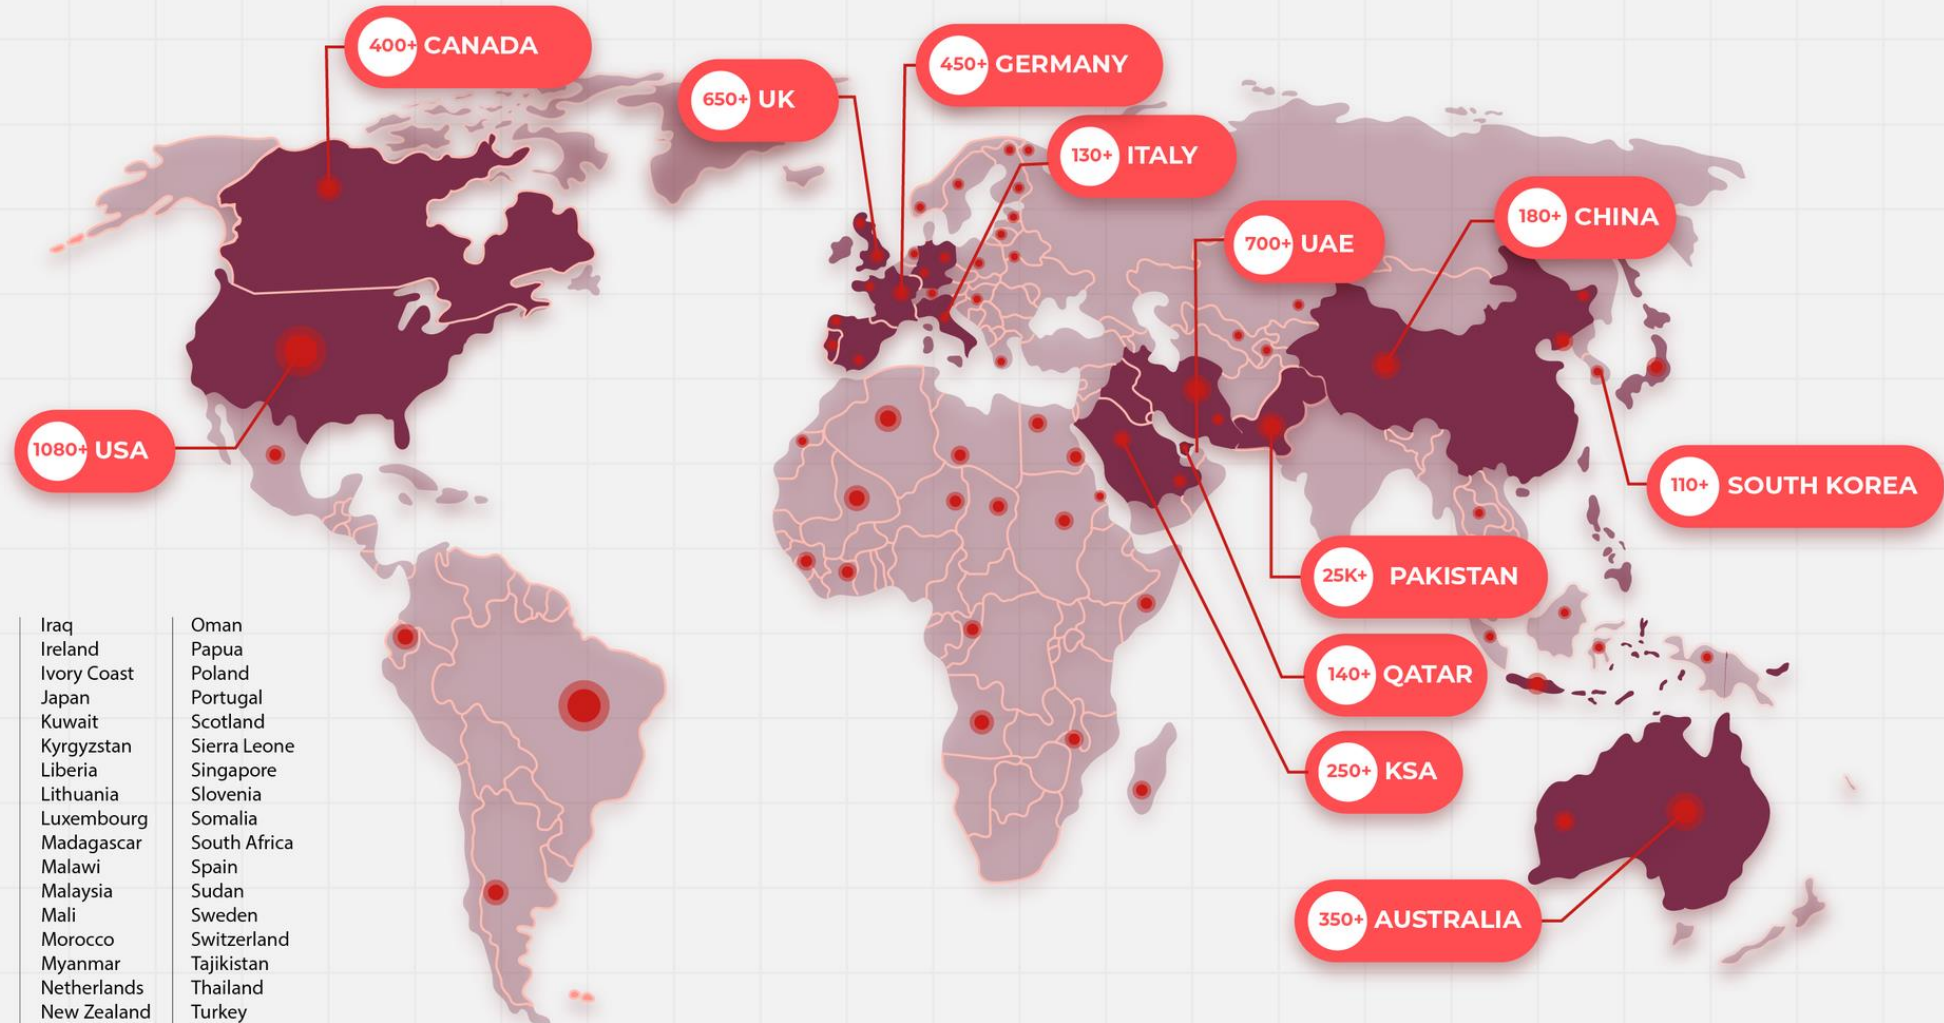 400+ CANADA
650+ UK
450+ GERMANY
130+ ITALY
180+ CHINA
700+ UAE
1080+ USA
110+ SOUTH KOREA
25K+ PAKISTAN
140+ QATAR
250+ KSA
350+ AUSTRALIA
Iraq
Ireland
Ivory Coast
Japan
Kuwait
Kyrgyzstan
Liberia
Lithuania
Luxembourg
Madagascar
Malawi
Malaysia
Mali
Morocco
Myanmar
Netherlands
New Zealand
Oman
Papua
Poland
Portugal
Scotland
Sierra Leone
Singapore
Slovenia
Somalia
South Africa
Spain
Sudan
Sweden
Switzerland
Tajikistan
Thailand
Turkey